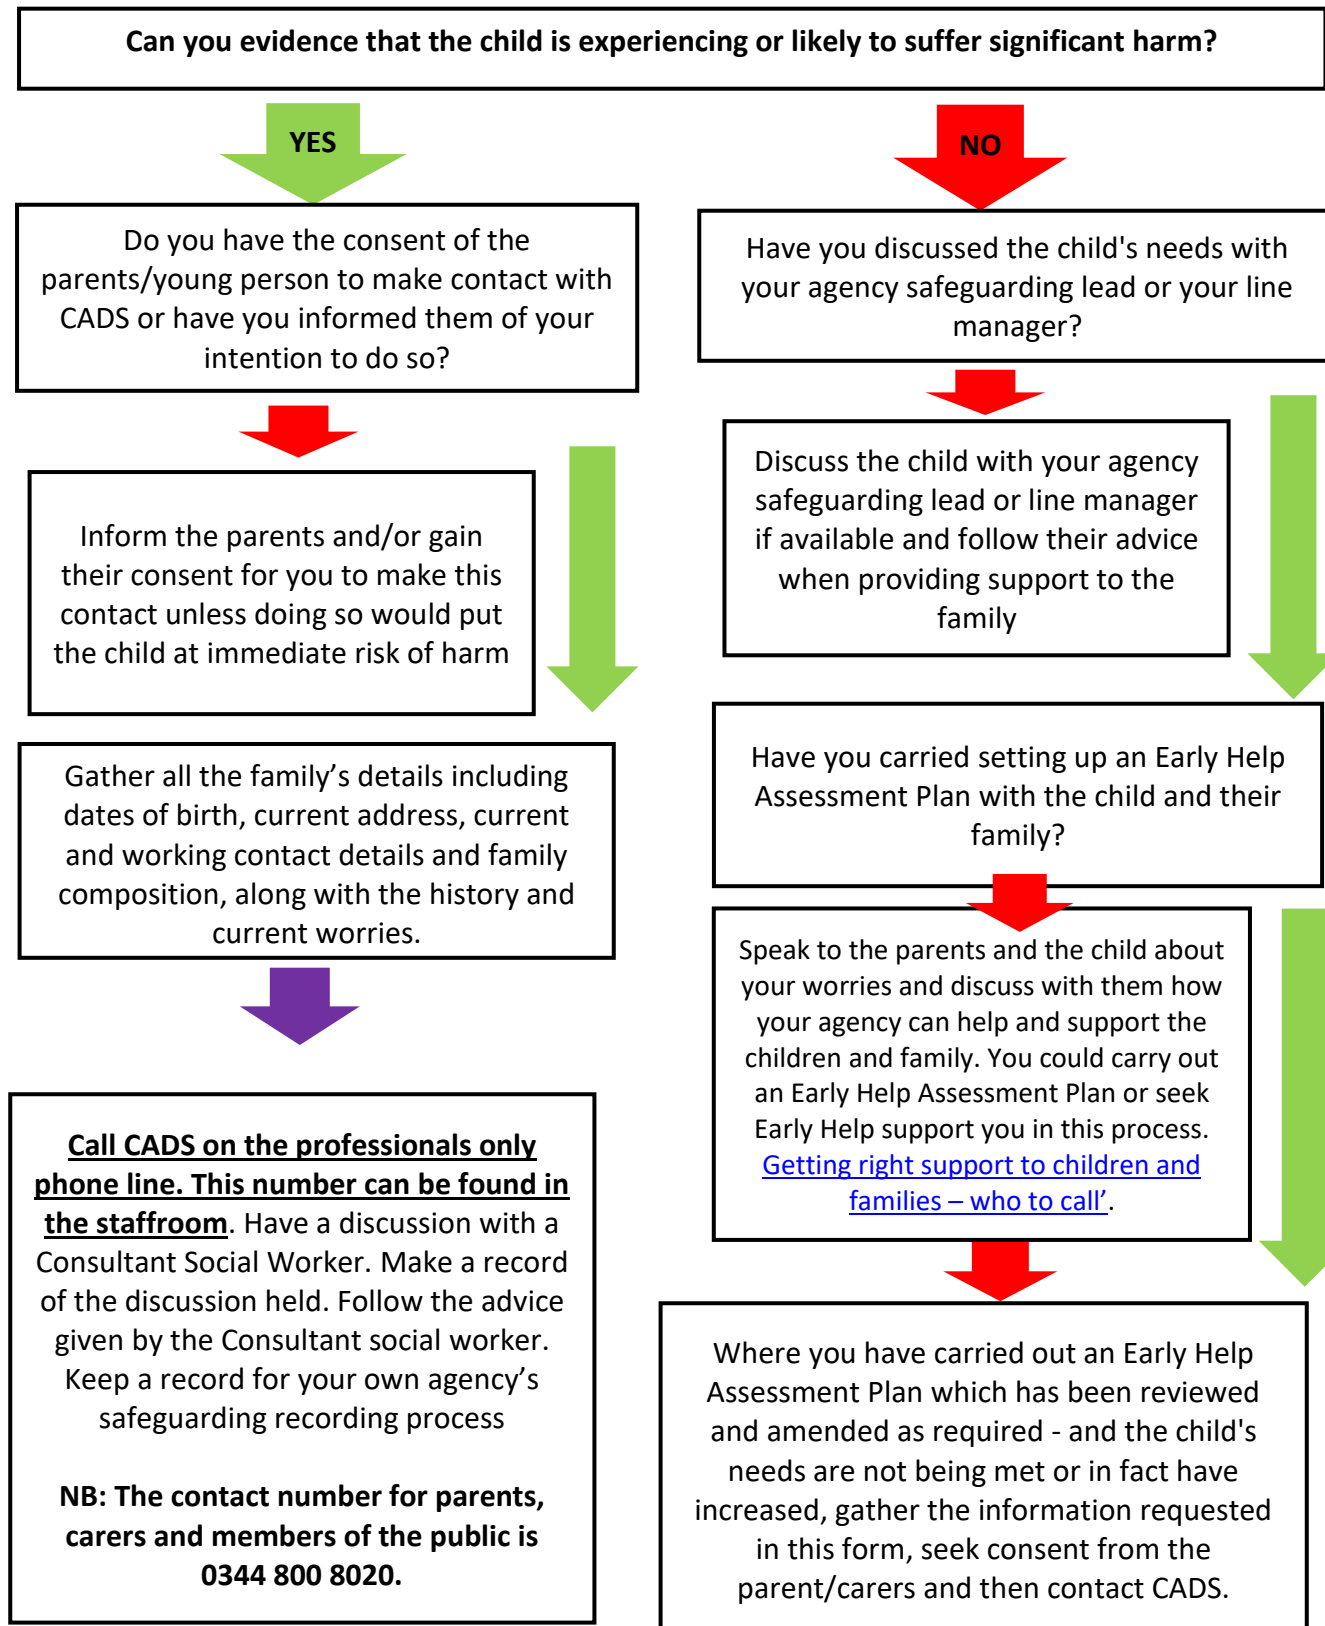 Can you evidence that the child is experiencing or likely to suffer significant harm?
YES
Do you have the consent of the
parents/young person to make contact with
CADS or have you informed them of your
intention to do so?
Inform the parents and/or gain
their consent for you to make this
contact unless doing so would put
the child at immediate risk of harm
Gather all the family’s details including
dates of birth, current address, current
and working contact details and family
composition, along with the history and
current worries.
Call CADS on the professionals only
phone line. This number can be found in
the staffroom. Have a discussion with a
Consultant Social Worker. Make a record
of the discussion held. Follow the advice
given by the Consultant social worker.
Keep a record for your own agency’s
safeguarding recording process
NB: The contact number for parents,
carers and members of the public is
0344 800 8020.
NO
Have you discussed the child's needs with
your agency safeguarding lead or your line
manager?
Discuss the child with your agency
safeguarding lead or line manager
if available and follow their advice
when providing support to the
family
Have you carried setting up an Early Help
Assessment Plan with the child and their
family?
Speak to the parents and the child about
your worries and discuss with them how
your agency can help and support the
children and family. You could carry out
an Early Help Assessment Plan or seek
Early Help support you in this process.
Getting right support to children and
families – who to call’.
Where you have carried out an Early Help
Assessment Plan which has been reviewed
and amended as required - and the child's
needs are not being met or in fact have
increased, gather the information requested
in this form, seek consent from the
parent/carers and then contact CADS.